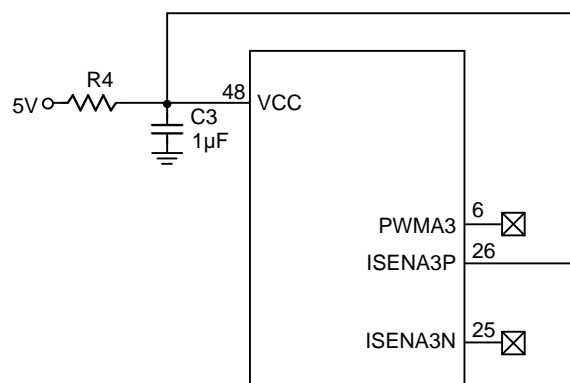 R4
5V
48
VCC
C3
1µF
PWMA3
6
ISENA3P
26
ISENA3N
25